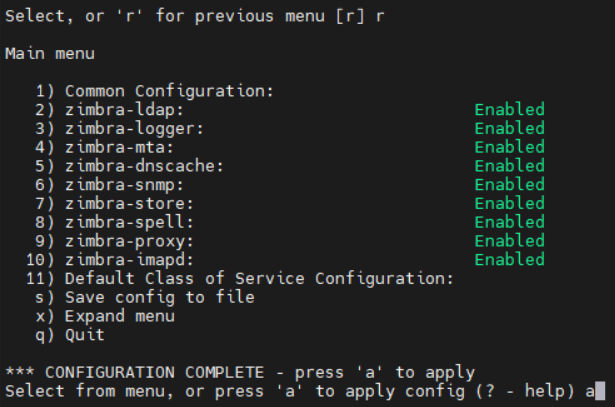 Select, or 'r' for previous menu [r] r
Main menu
1) Common Configuration:
2) zimbra-ldap: Enabled
3) zimbra-logger: Enabled
4) zimbra-mta: Enabled
5) zimbra-dnscache: Enabled
6) zimbra-snmp: Enabled
7) zimbra-store: Enabled
8) zimbra-spell: Enabled
9) zimbra-proxy: Enabled
10) zimbra-imapd: Enabled
11) Default Class of Service Configuration:
s) Save config to file
x) Expand menu
q) Quit
*** CONFIGURATION COMPLETE - press 'a' to apply
Select from menu, or press 'a' to apply config (? - help) a